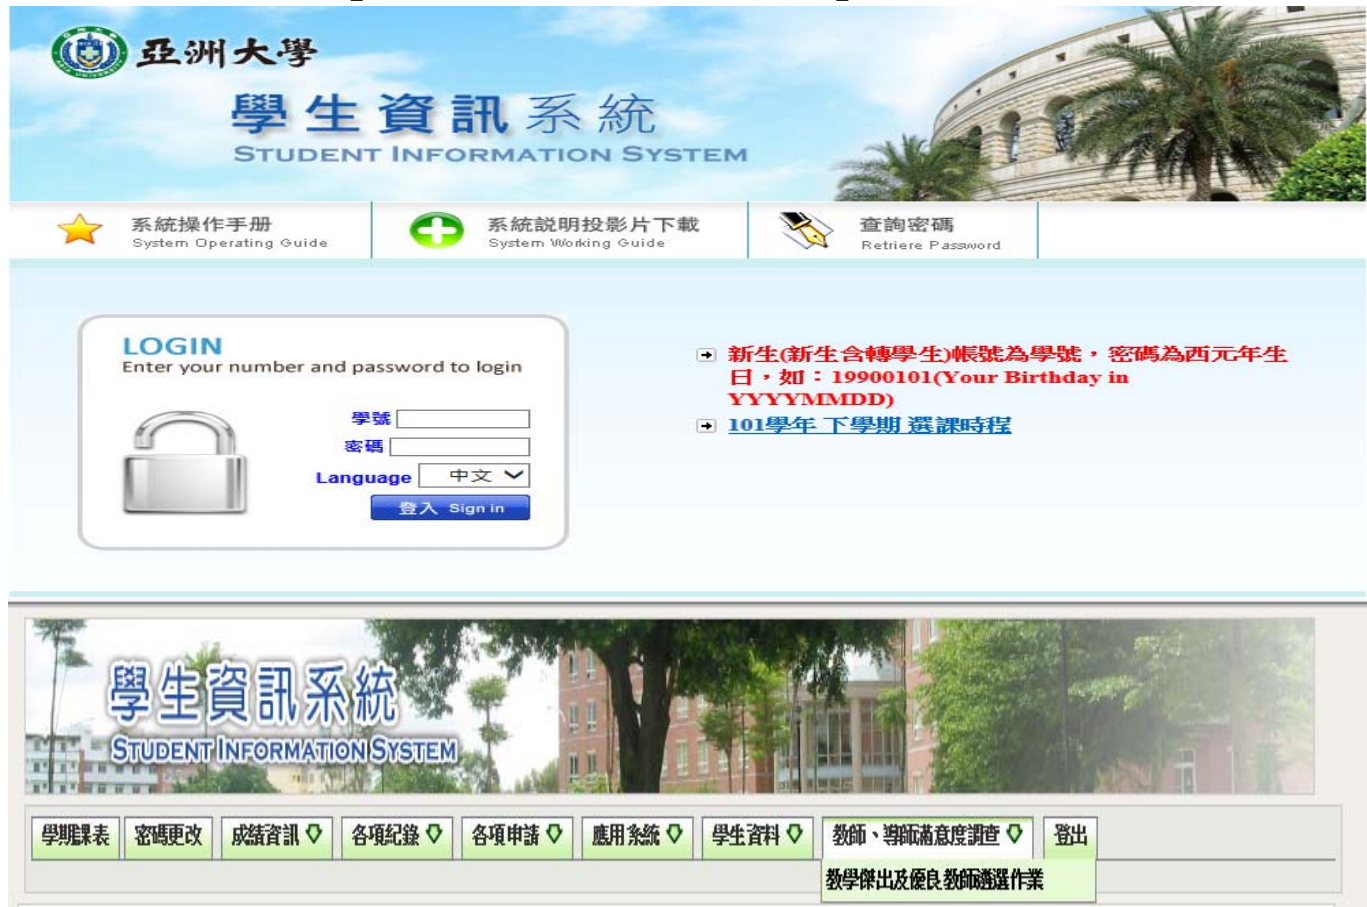 亞洲大學
學生資訊系統
STUDENT INFORMATION SYSTEM
系統操作手冊
System Operating Guide
系統說明投影片下載
System Working Guide
查詢密碼
Retriere Password
LOGIN
Enter your number and password to login
學號
密碼
Language 中文
登入 Sign in
新生(新生含轉學生)帳號為學號，密碼為西元年生
日，如：19900101(Your Birthday in
YYYYMMDD)
101學年 下學期 選課時程
學生資訊系統
STUDENT INFORMATION SYSTEM
學期課表 密碼更改 成績資訊 各項紀錄 各項申請 應用系統 學生資料 教師、導師滿意度調查 登出
教學傑出及優良教師遴選作業